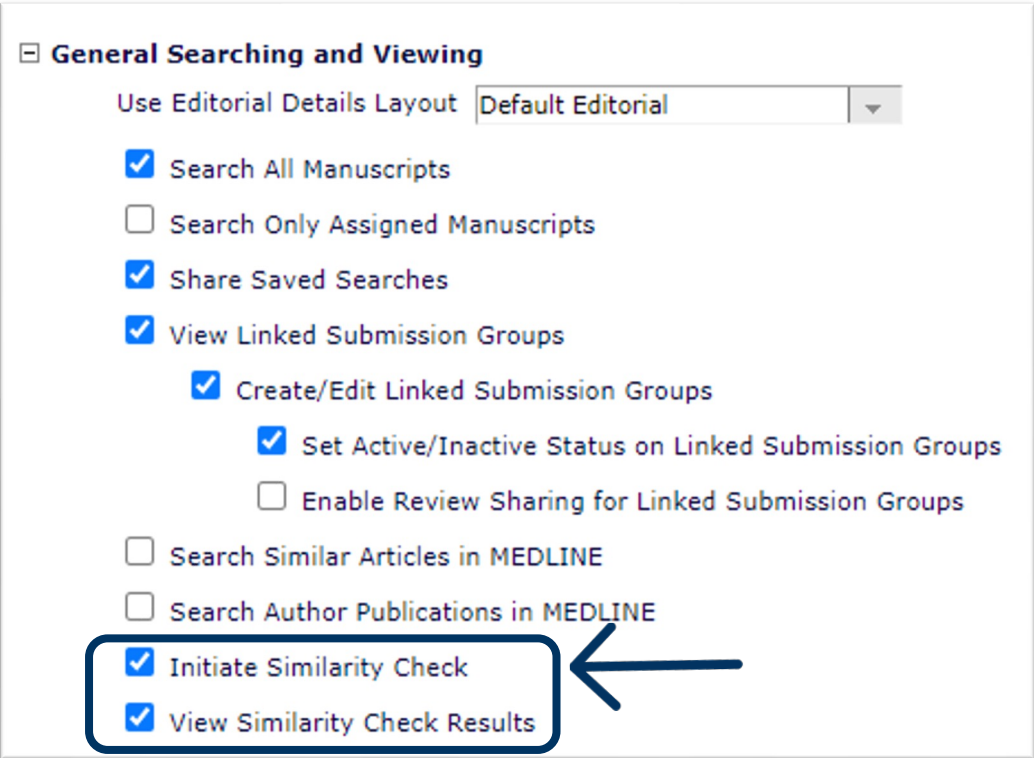 General Searching and Viewing
Use Editorial Details Layout Default Editorial
Search All Manuscripts
Search Only Assigned Manuscripts
Share Saved Searches
View Linked Submission Groups
Create/Edit Linked Submission Groups
Set Active/Inactive Status on Linked Submission Groups
Enable Review Sharing for Linked Submission Groups
Search Similar Articles in MEDLINE
Search Author Publications in MEDLINE
Initiate Similarity Check
View Similarity Check Results